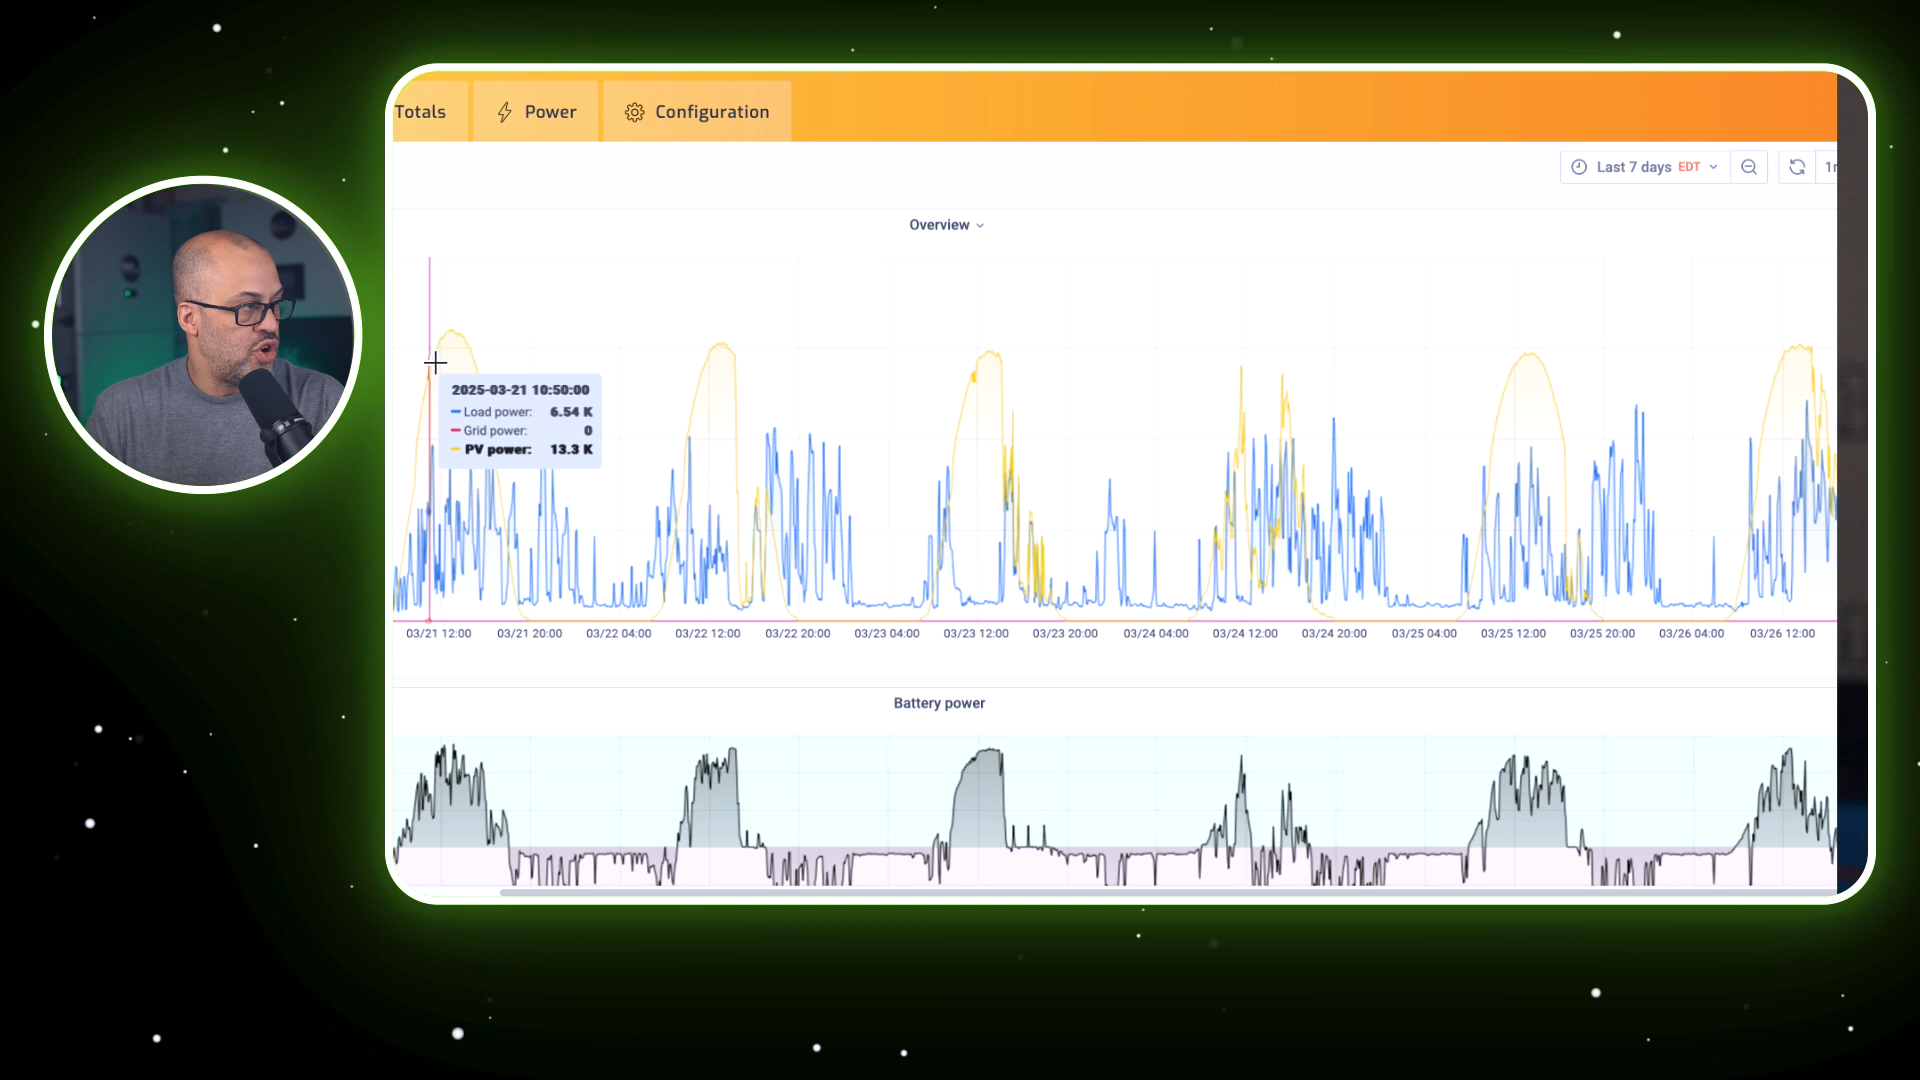 Totals
Power
Configuration
Last 7 days EDT
Overview
2025-03-21 10:50:00
Load power: 6.54 K
Grid power: 0
PV power: 13.3 K
03/21 12:00 03/21 20:00 03/22 04:00 03/22 12:00 03/22 20:00 03/23 04:00 03/23 12:00 03/23 20:00 03/24 04:00 03/24 12:00 03/24 20:00 03/25 04:00 03/25 12:00 03/25 20:00 03/26 04:00 03/26 12:00
Battery power